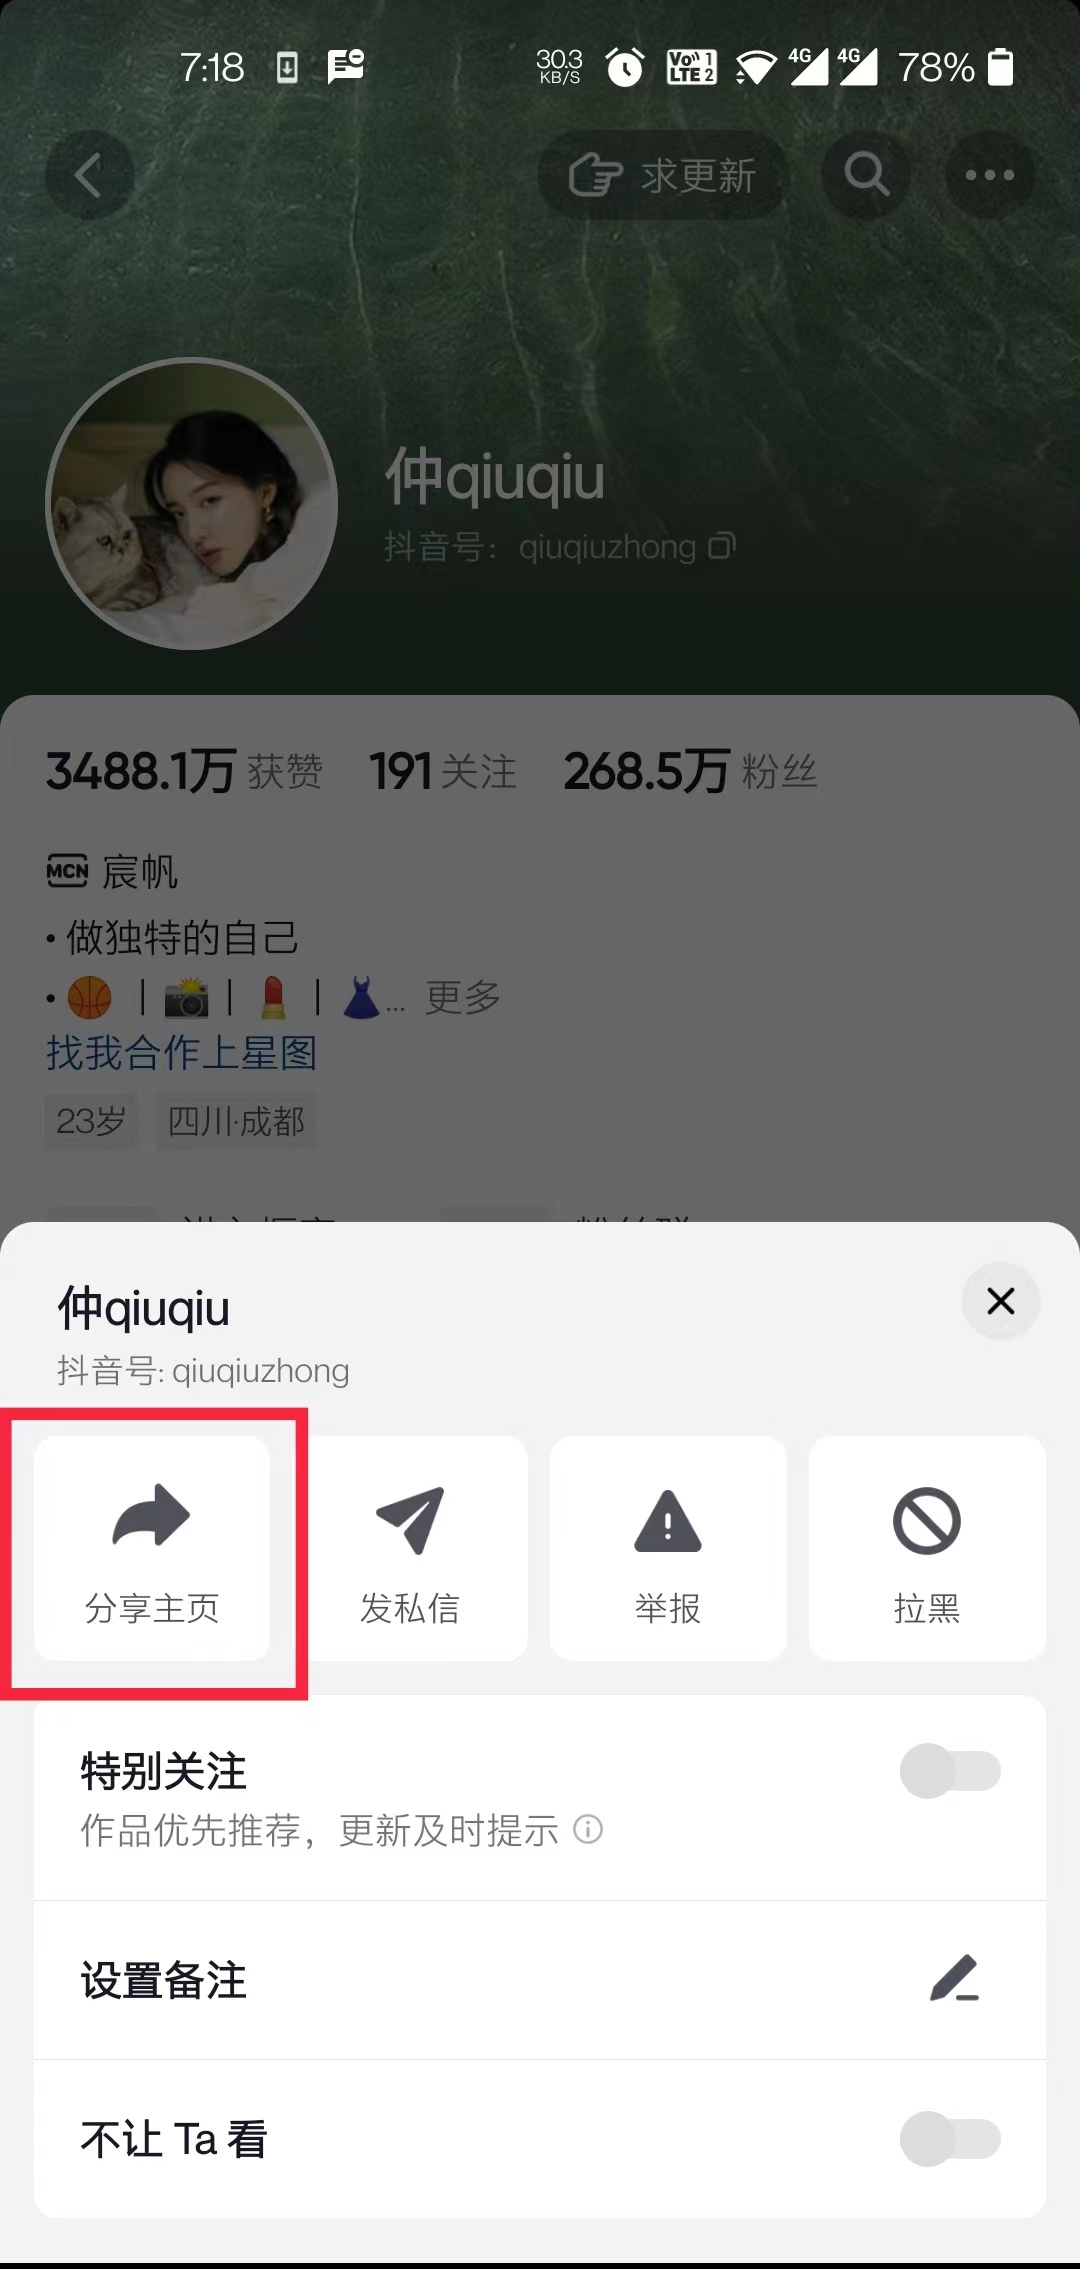 7:18 30.3 KB/S Vo LTE 1 2 4G 4G 78%
求更新
仲qiuqiu
抖音号：qiuqiuzhong
3488.1万 获赞 191 关注 268.5万 粉丝
MCN 宸帆
• 做独特的自己
• | | | ... 更多
找我合作上星图
23岁 四川·成都
仲qiuqiu
抖音号: qiuqiuzhong
分享主页 发私信 举报 拉黑
特别关注
作品优先推荐，更新及时提示
设置备注
不让 Ta 看